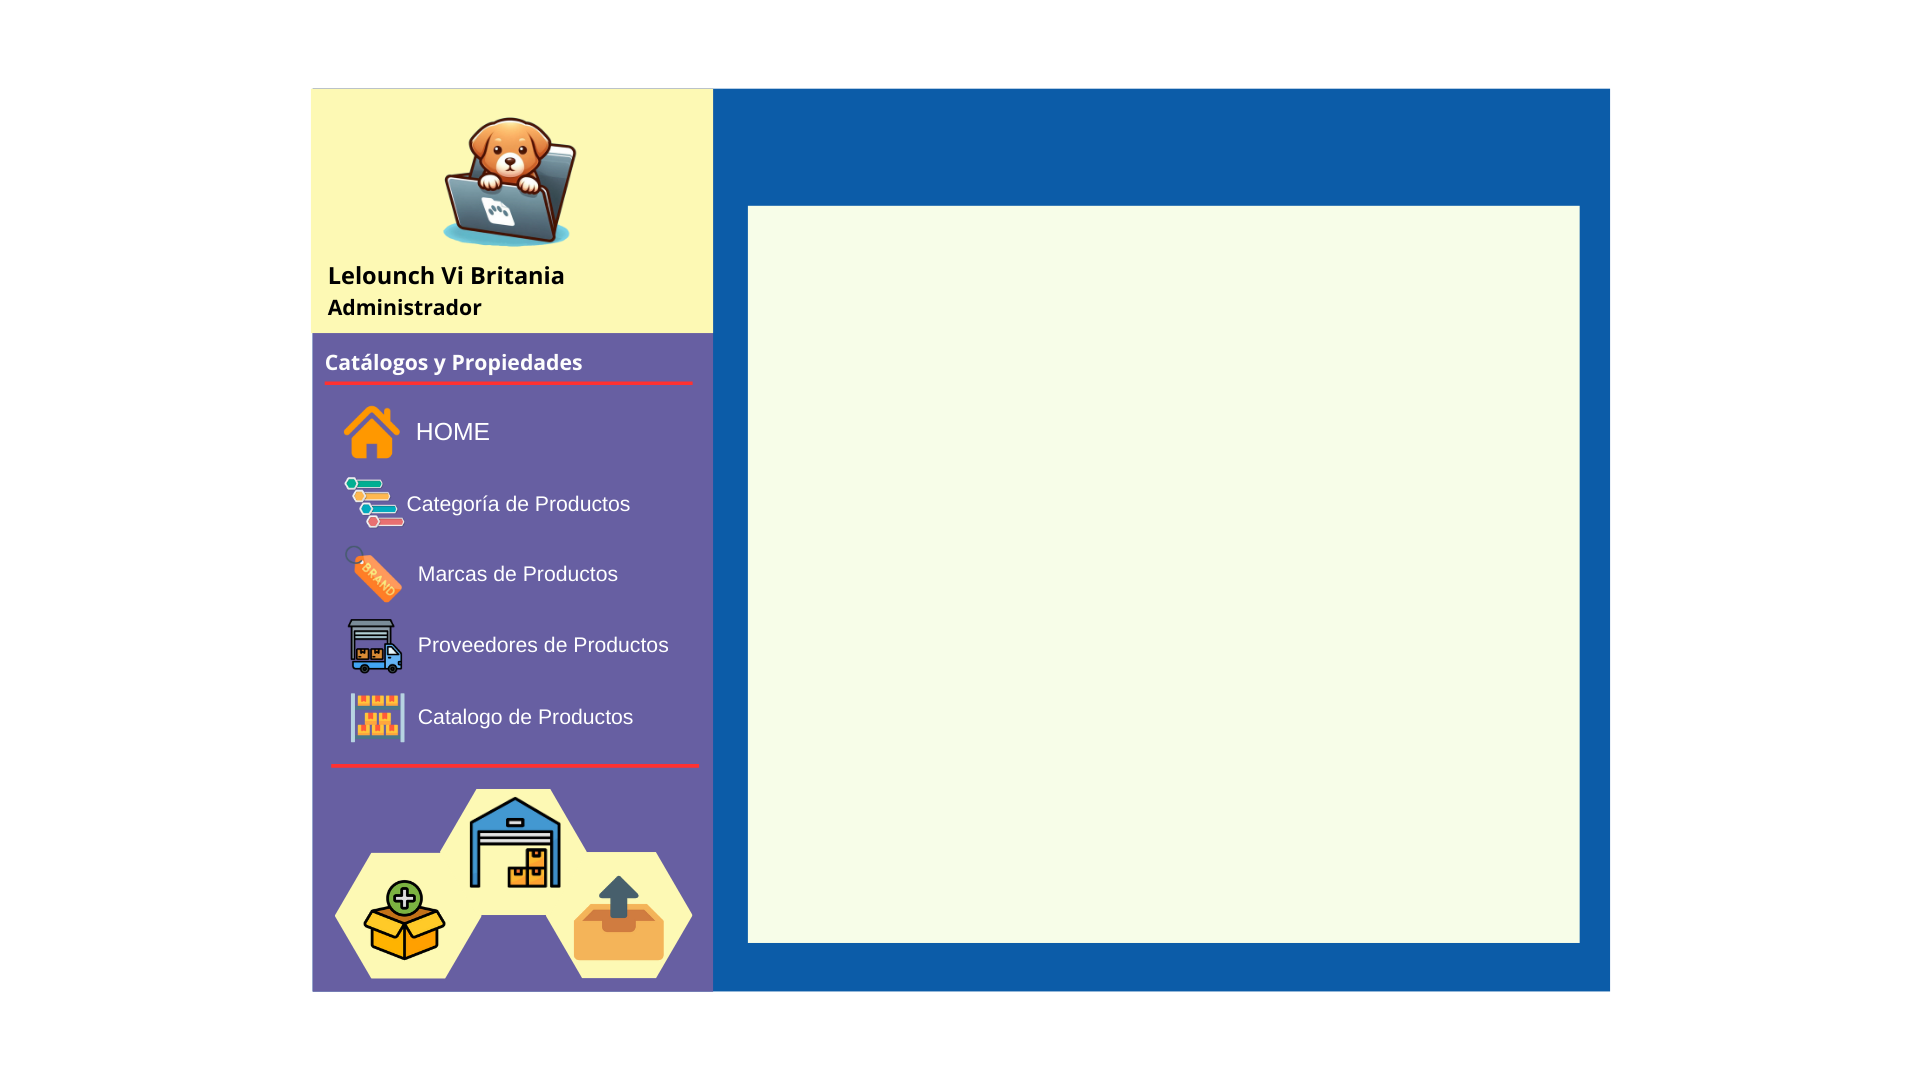 Lelounch Vi Britania
Administrador
Catálogos y Propiedades
HOME
Categoría de Productos
BRAND
Marcas de Productos
Proveedores de Productos
Catalogo de Productos